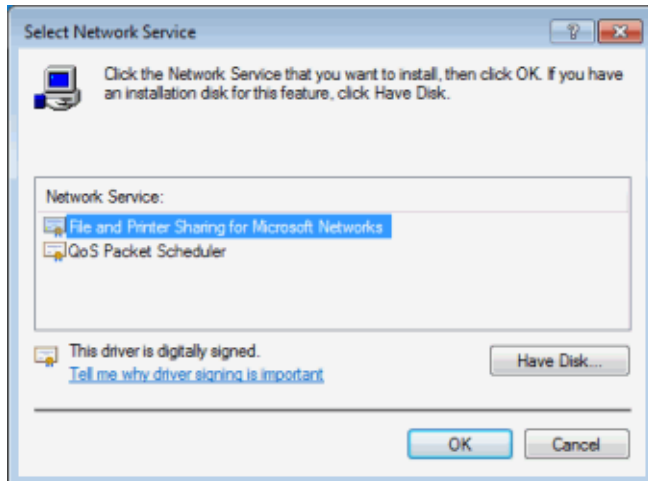 Select Network Service
Click the Network Service that you want to install, then click OK. If you have
an installation disk for this feature, click Have Disk.
Network Service:
File and Printer Sharing for Microsoft Networks
QoS Packet Scheduler
This driver is digitally signed.
Tell me why driver signing is important
Have Disk...
OK
Cancel